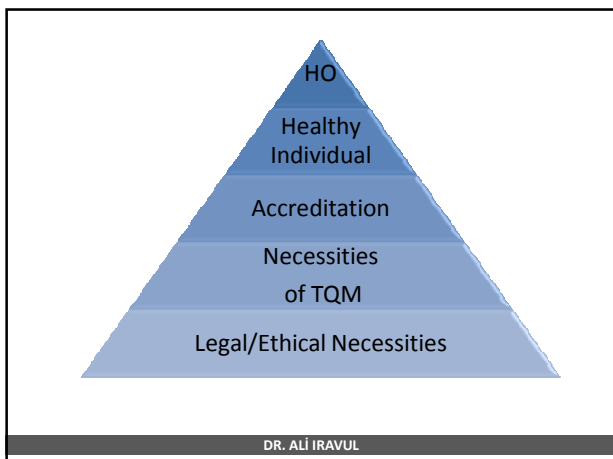 HO
Healthy
Individual
Accreditation
Necessities
of TQM
Legal/Ethical Necessities
DR. ALİ IRAVUL